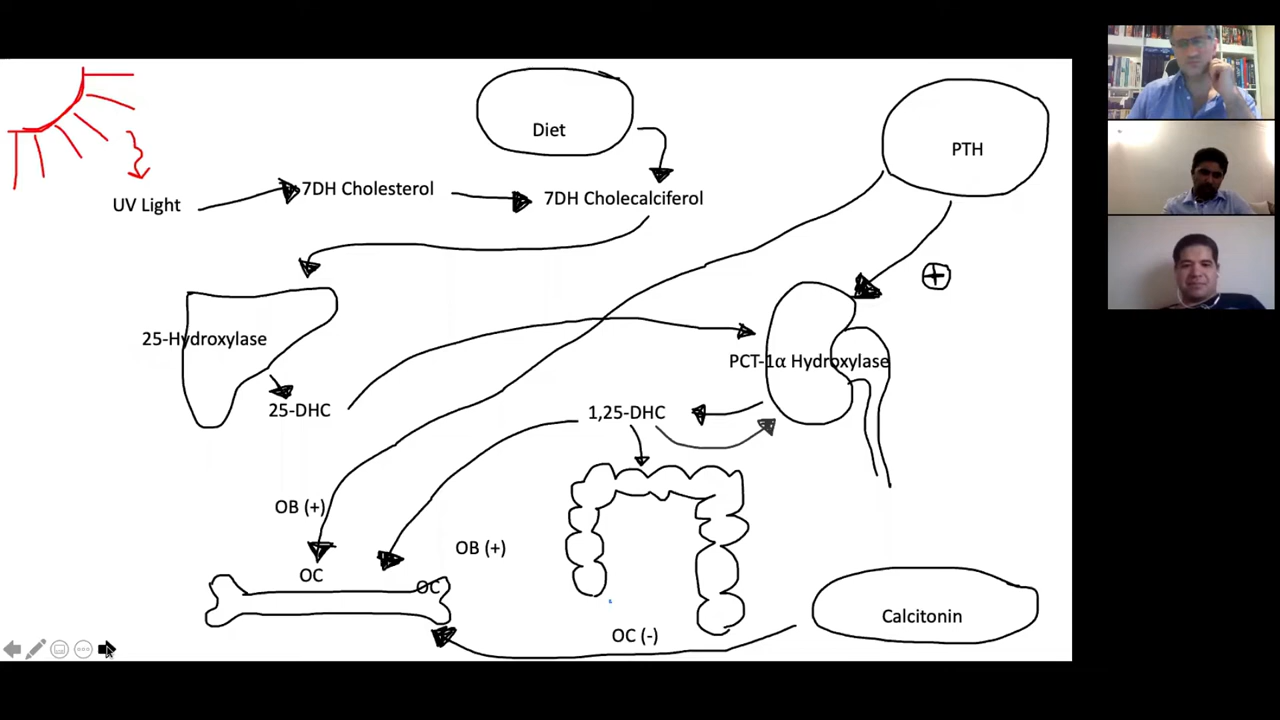 Diet
PTH
7DH Cholesterol
7DH Cholecalciferol
UV Light
+
25-Hydroxylase
PCT-1α Hydroxylase
25-DHC
1,25-DHC
OB (+)
OB (+)
OC
OC
Calcitonin
OC (-)